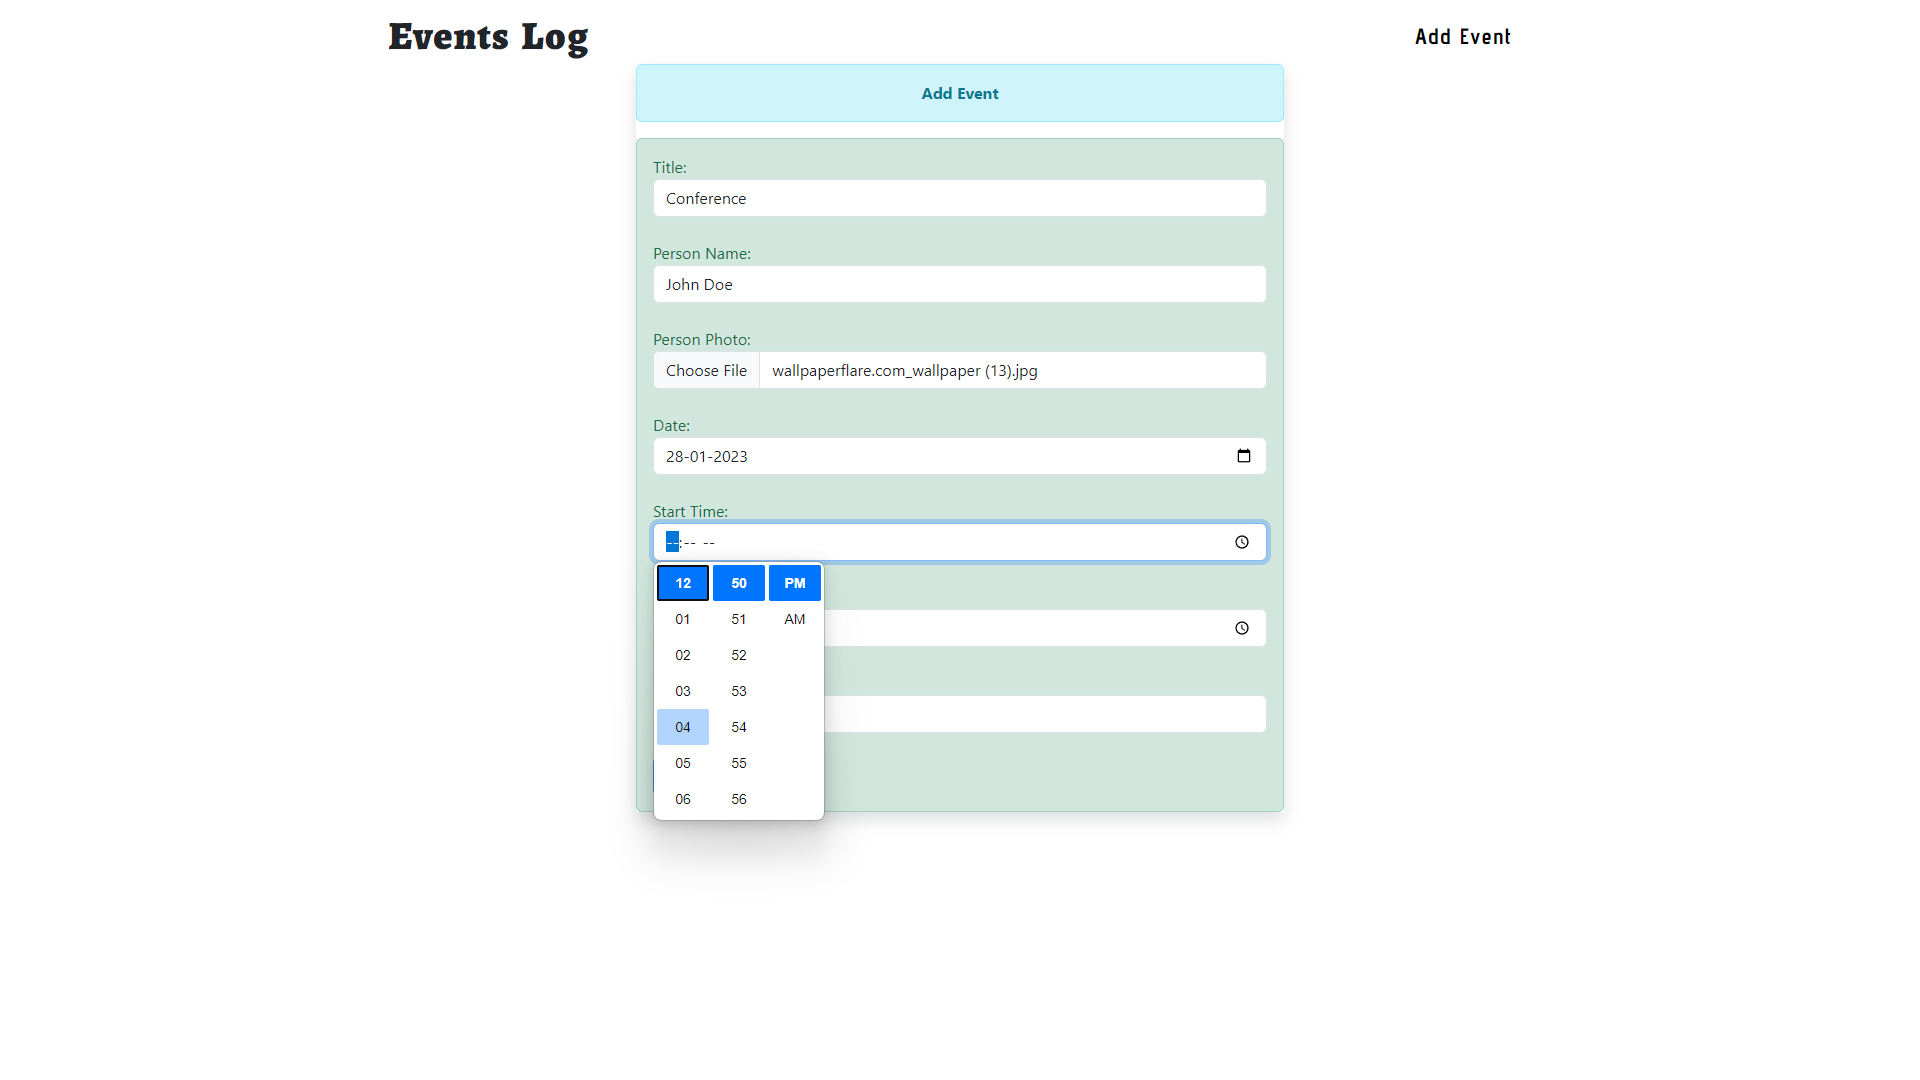 Events Log
Add Event
Add Event
Title:
Conference
Person Name:
John Doe
Person Photo:
Choose File wallpaperflare.com_wallpaper (13).jpg
Date:
28-01-2023
Start Time:
--:-- --
12 50 PM
01 51 AM
02 52
03 53
04 54
05 55
06 56